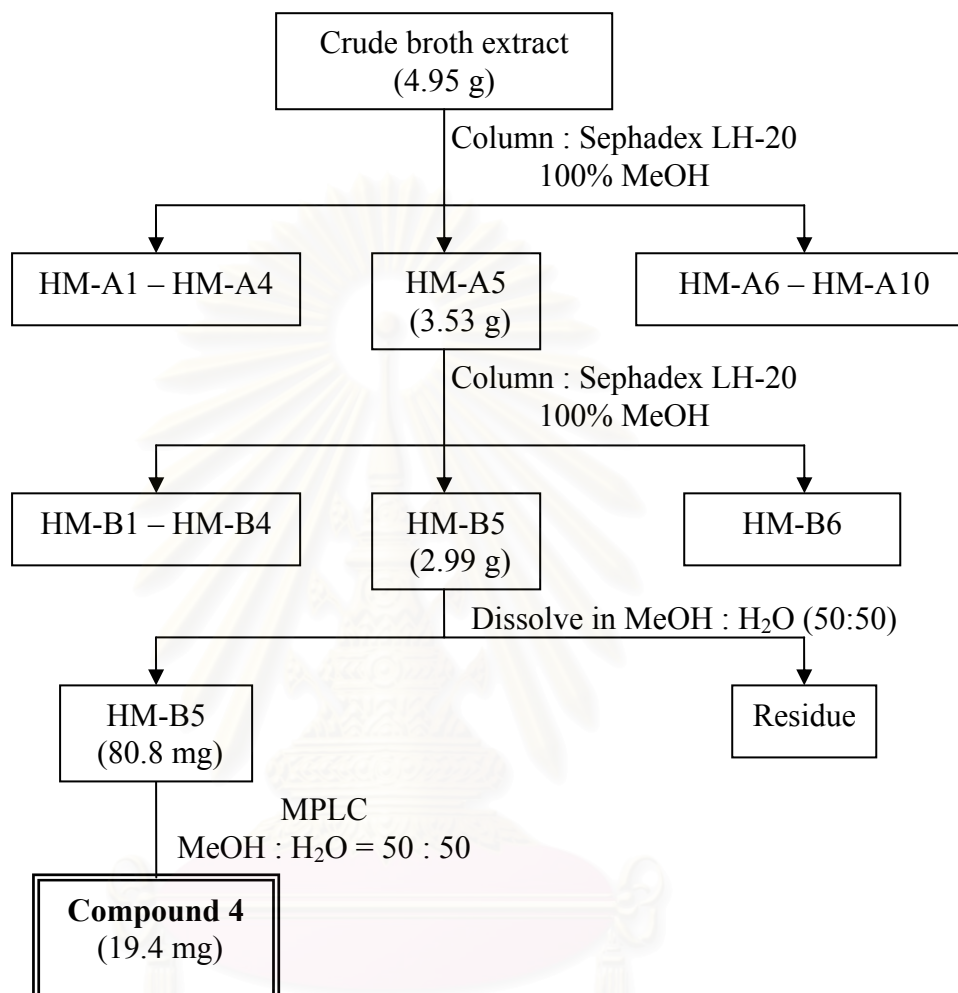 Crude broth extract
(4.95 g)
Column : Sephadex LH-20
100% MeOH
HM-A1 – HM-A4
HM-A5
(3.53 g)
HM-A6 – HM-A10
Column : Sephadex LH-20
100% MeOH
HM-B1 – HM-B4
HM-B5
(2.99 g)
HM-B6
Dissolve in MeOH : H₂O (50:50)
HM-B5
(80.8 mg)
Residue
MPLC
MeOH : H₂O = 50 : 50
Compound 4
(19.4 mg)